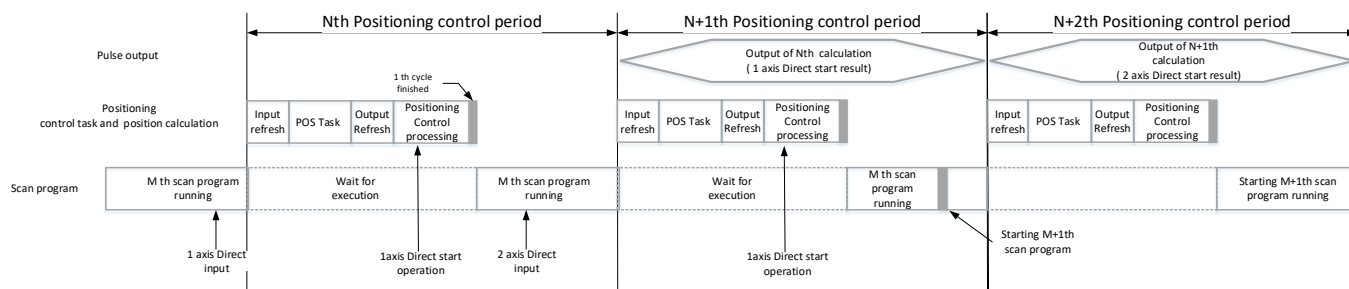 Nth Positioning control period
N+1th Positioning control period
N+2th Positioning control period
Pulse output
Output of Nth calculation
( 1 axis Direct start result)
Output of N+1th
calculation
( 2 axis Direct start result)
1 th cycle
finished
Positioning
control task and position calculation
Input
refresh
POS Task
Output
Refresh
Positioning
Control
processing
Input
refresh
POS Task
Output
Refresh
Positioning
Control
processing
Input
refresh
POS Task
Output
Refresh
Positioning
Control
processing
Scan program
M th scan program
running
Wait for
execution
M th scan program
running
Wait for
execution
M th scan
program
running
Starting M+1th scan
program running
1 axis Direct
input
1axis Direct start
operation
2 axis Direct
input
1axis Direct start
operation
Starting M+1th
scan program